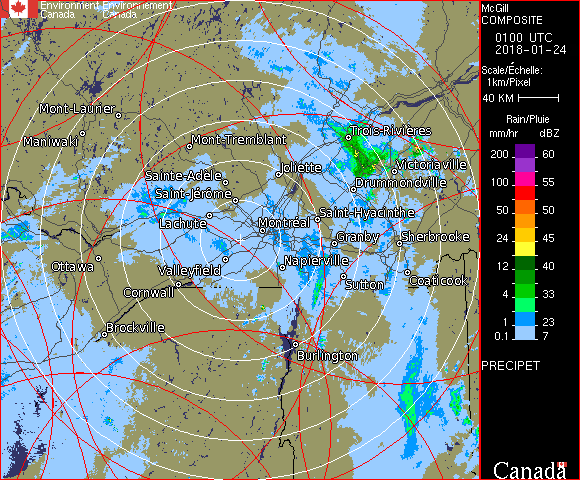 Environment Environnement
Canada Canada
McGill
COMPOSITE
0100 UTC
2018-01-24
Scale/Échelle:
1km/Pixel
40 KM
Rain/Pluie
mm/hr dBZ
200 60
100 55
50 50
24 45
12 40
4 33
1 23
0.1 7
PRECIPET
Canada
Mont-Laurier
Maniwaki
Mont-Tremblant
Trois-Rivières
Joliette
Victoriaville
Sainte-Adèle
Drummondville
Saint-Jérôme
Saint-Hyacinthe
Lachute
Montréal
Granby
Sherbrooke
Ottawa
Valleyfield
Napierville
Sutton
Coaticook
Cornwall
Brockville
Burlington